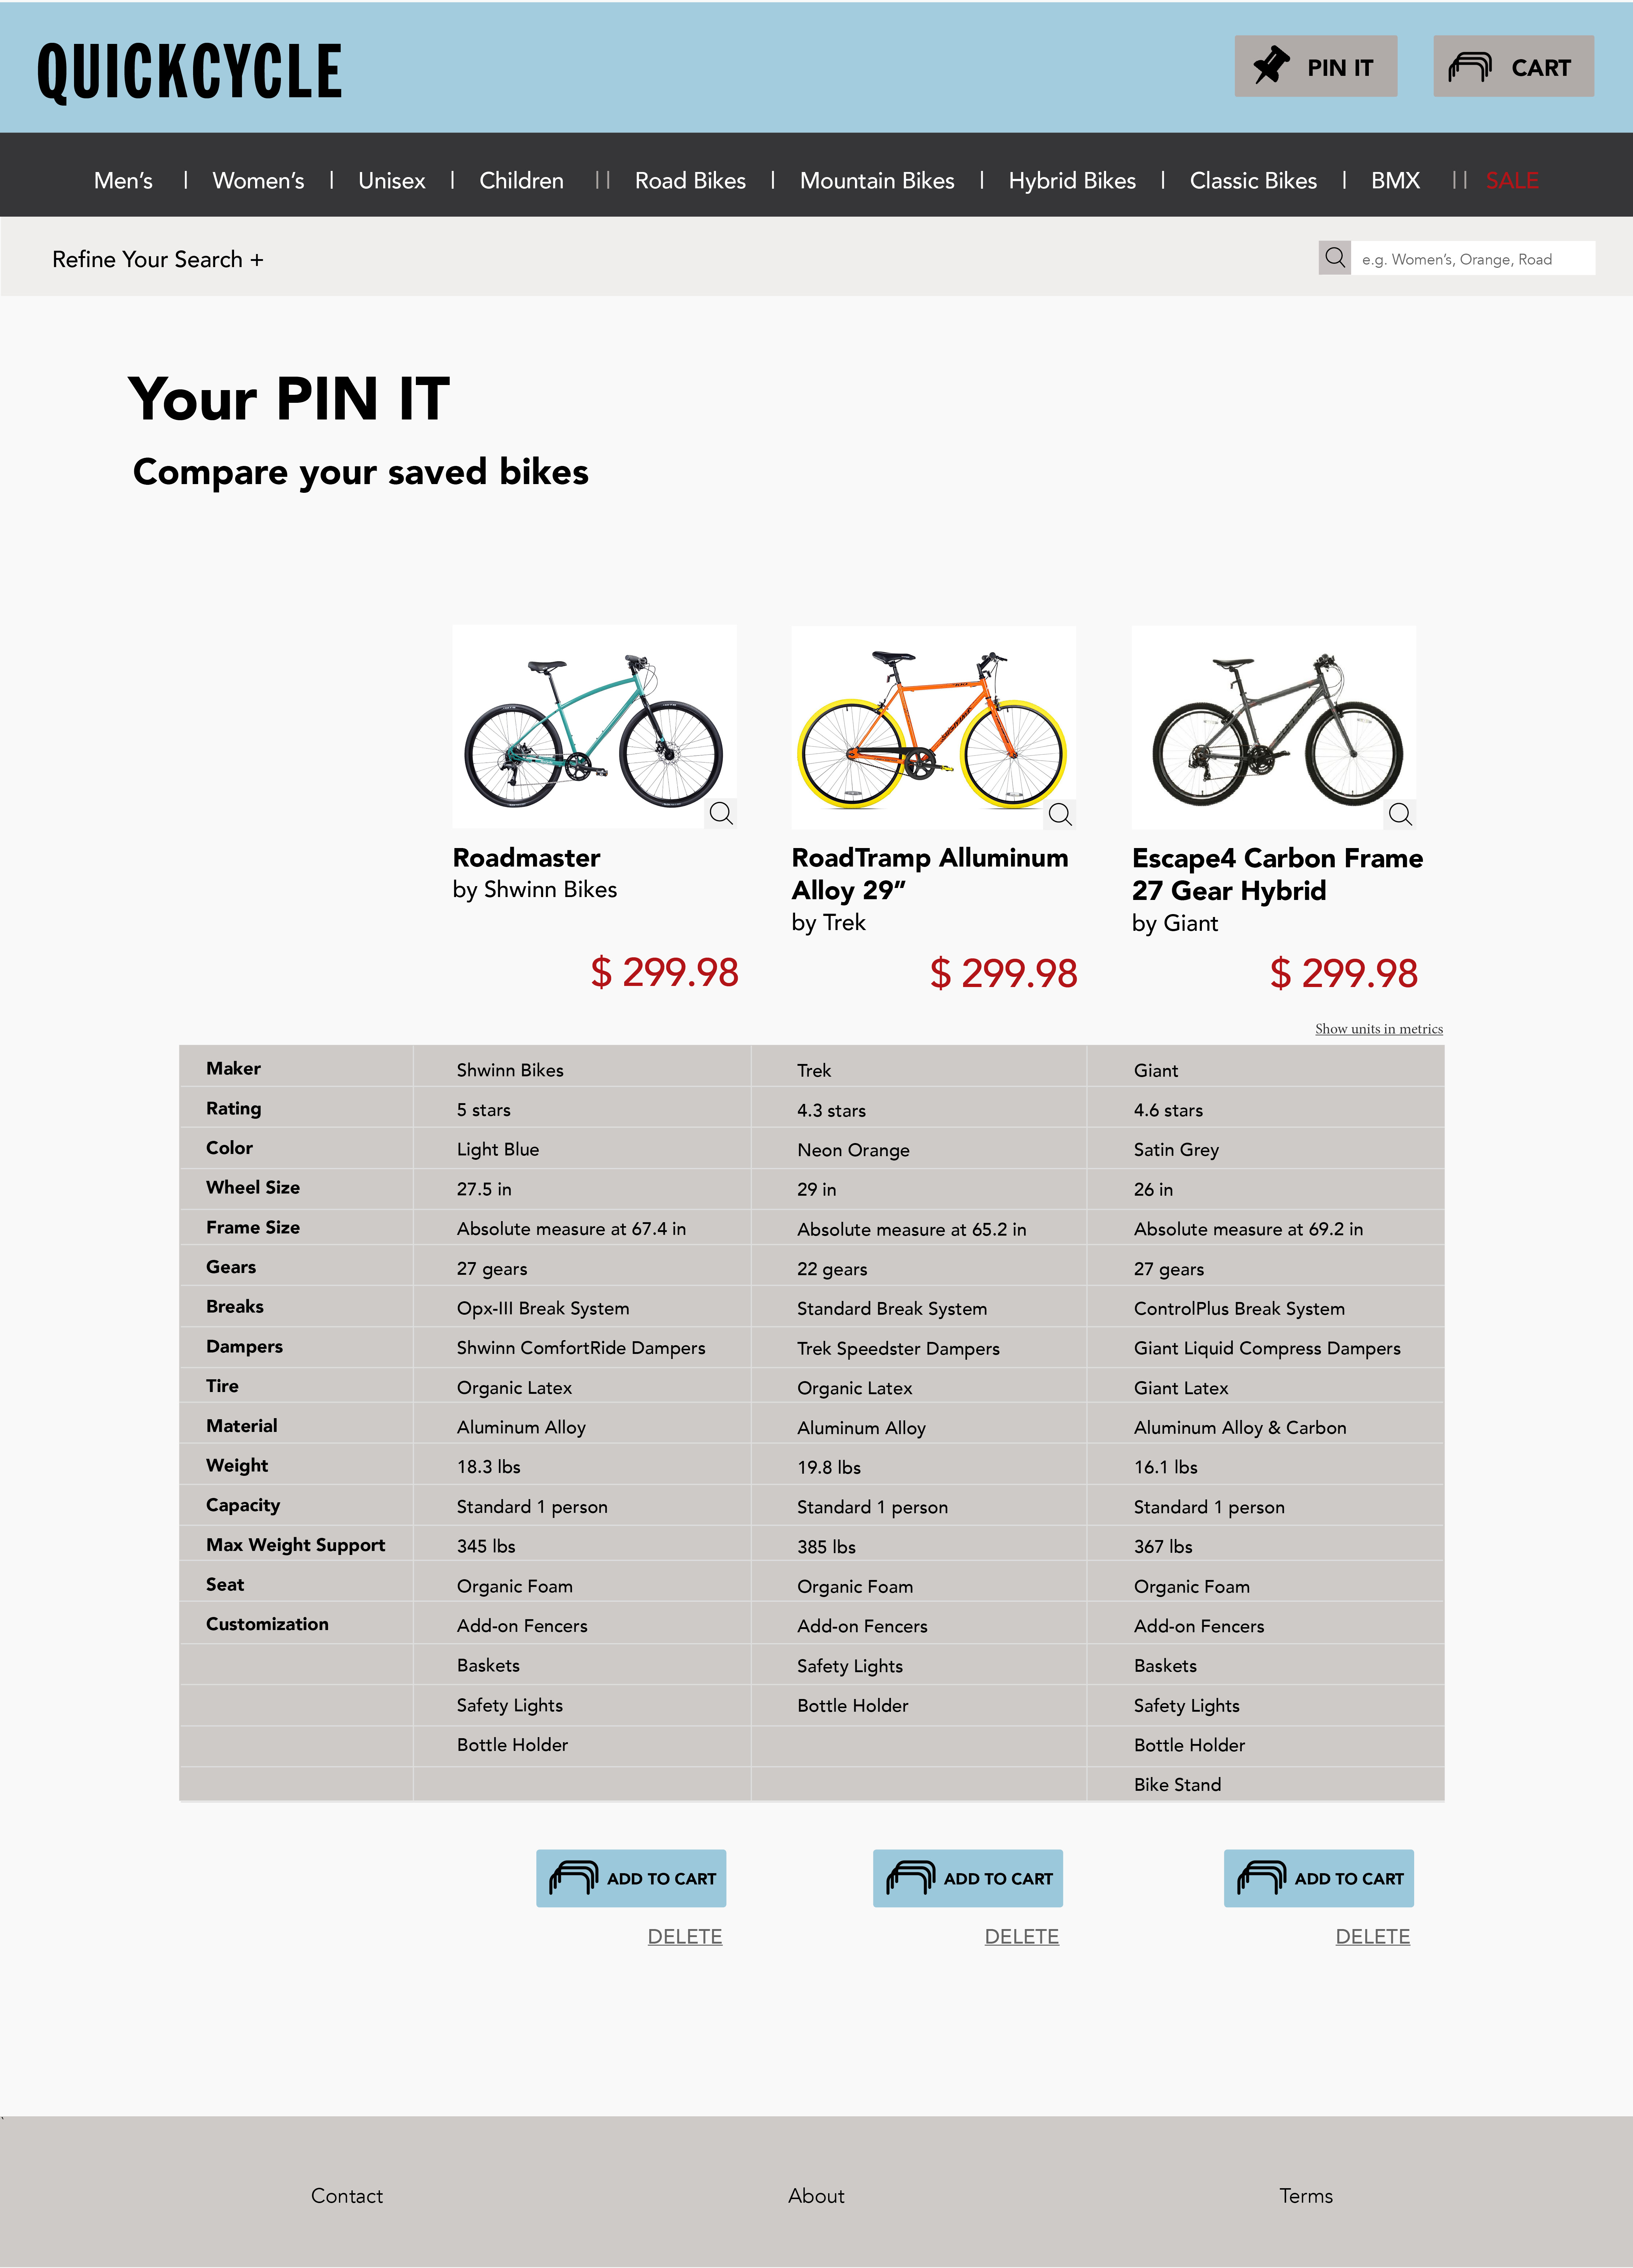 QUICKCYCLE
PIN IT
CART
Men's | Women's | Unisex | Children || Road Bikes | Mountain Bikes | Hybrid Bikes | Classic Bikes | BMX || SALE
Refine Your Search +
e.g. Women's, Orange, Road
Your PIN IT
Compare your saved bikes
Roadmaster
by Shwinn Bikes
$ 299.98
RoadTramp Alluminum
Alloy 29”
by Trek
$ 299.98
Escape4 Carbon Frame
27 Gear Hybrid
by Giant
$ 299.98
Show units in metrics
Maker Shwinn Bikes Trek Giant
Rating 5 stars 4.3 stars 4.6 stars
Color Light Blue Neon Orange Satin Grey
Wheel Size 27.5 in 29 in 26 in
Frame Size Absolute measure at 67.4 in Absolute measure at 65.2 in Absolute measure at 69.2 in
Gears 27 gears 22 gears 27 gears
Breaks Opx-III Break System Standard Break System ControlPlus Break System
Dampers Shwinn ComfortRide Dampers Trek Speedster Dampers Giant Liquid Compress Dampers
Tire Organic Latex Organic Latex Giant Latex
Material Aluminum Alloy Aluminum Alloy Aluminum Alloy & Carbon
Weight 18.3 lbs 19.8 lbs 16.1 lbs
Capacity Standard 1 person Standard 1 person Standard 1 person
Max Weight Support 345 lbs 385 lbs 367 lbs
Seat Organic Foam Organic Foam Organic Foam
Customization Add-on Fencers Add-on Fencers Add-on Fencers
Baskets Safety Lights Baskets
Safety Lights Bottle Holder Safety Lights
Bottle Holder Bottle Holder
Bike Stand
ADD TO CART ADD TO CART ADD TO CART
DELETE DELETE DELETE
Contact About Terms